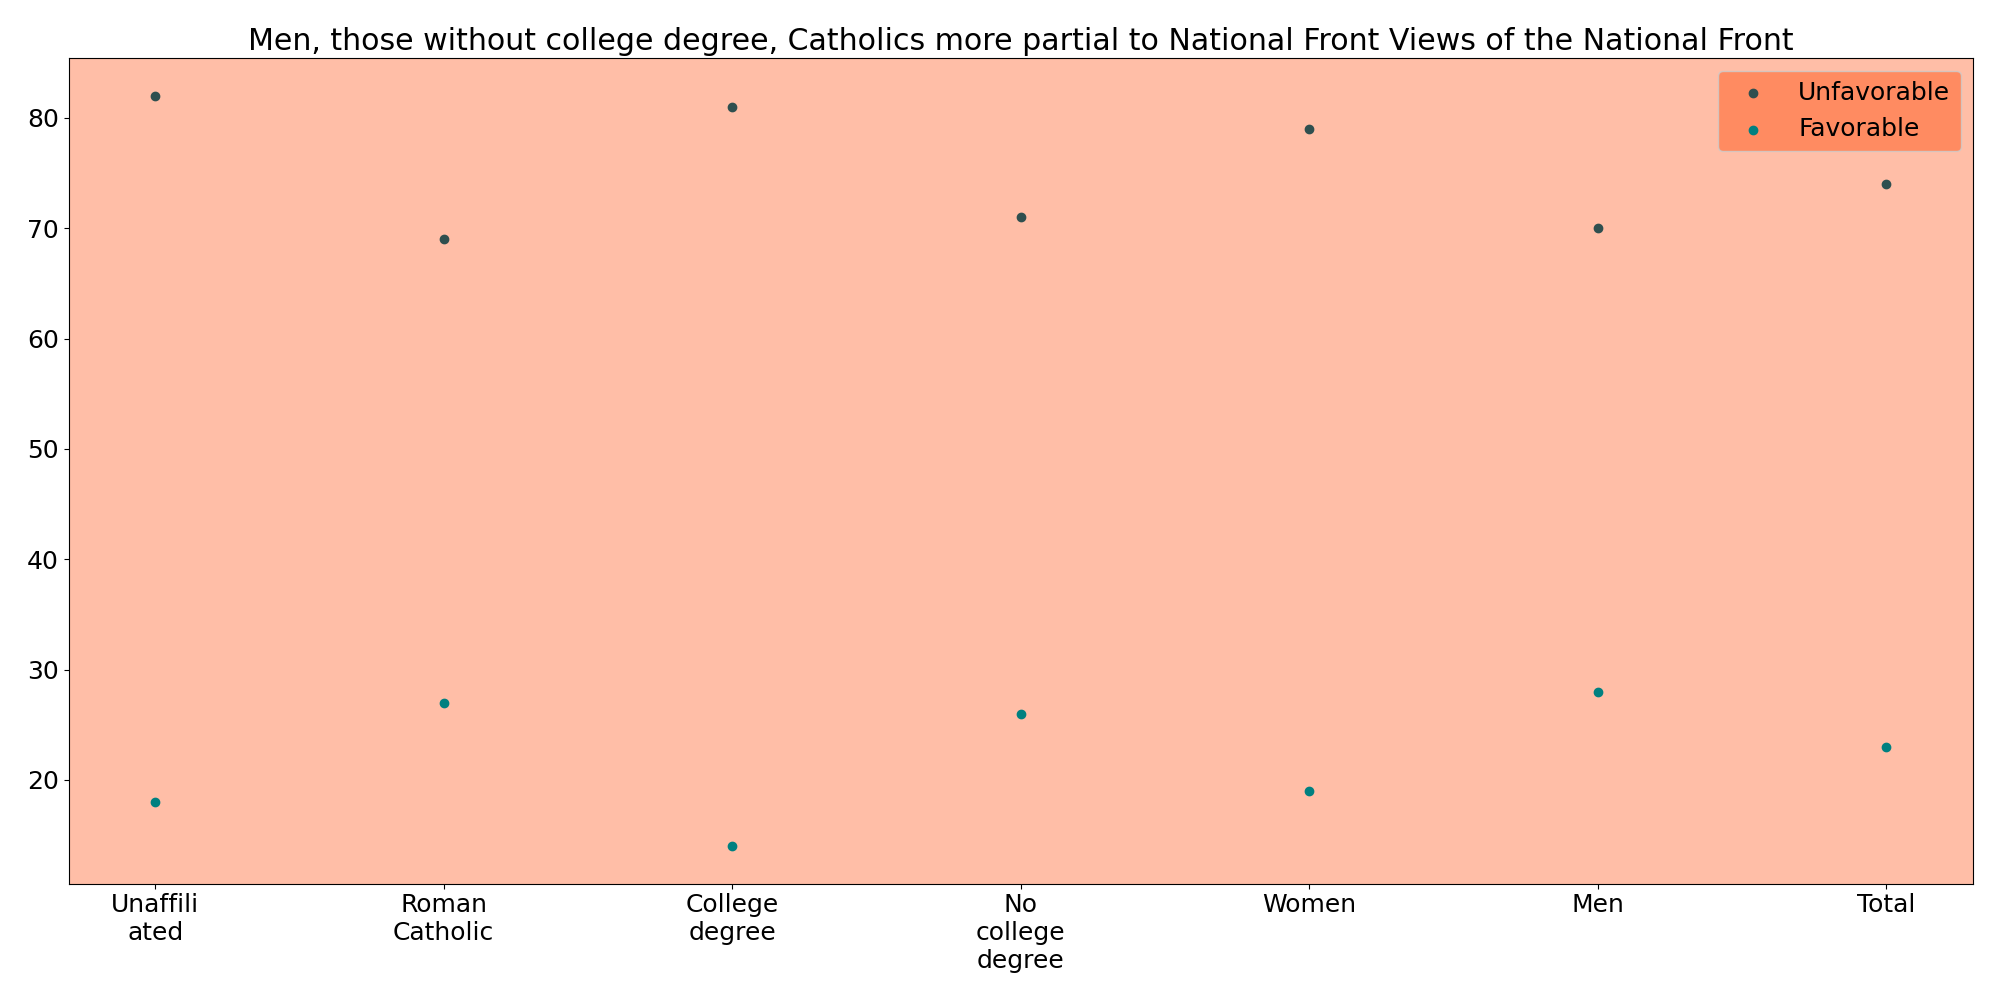 Men, those without college degree, Catholics more partial to National Front Views of the National Front
Unfavorable
Favorable
80
70
60
50
40
30
20
Unaffili
ated
Roman
Catholic
College
degree
No
college
degree
Women
Men
Total